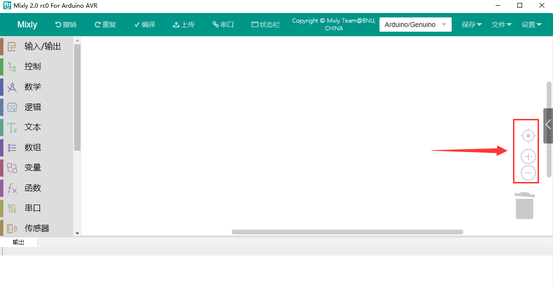 Mixly 2.0 rc0 For Arduino AVR
Mixly
撤销
重复
编译
上传
串口
状态栏
Copyright © Mixly Team@BNU, CHINA
Arduino/Genuino
保存
文件
设置
输入/输出
控制
数学
逻辑
文本
数组
变量
函数
串口
传感器
输出